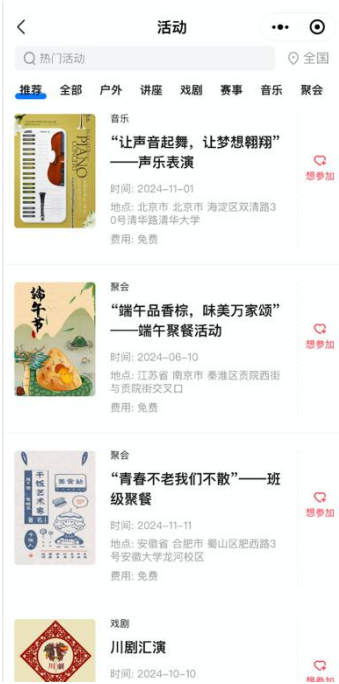 活动
热门活动
全国
推荐 全部 户外 讲座 戏剧 赛事 音乐 聚会
PIANO
CONCERT
音乐
“让声音起舞，让梦想翱翔”
——声乐表演
时间: 2024-11-01
地点: 北京市 北京市 海淀区双清路3
0号清华路清华大学
费用: 免费
想参加
端午节
聚会
“端午品香棕，味美万家颂”
——端午聚餐活动
时间: 2024-06-10
地点: 江苏省 南京市 秦淮区贡院西街
与贡院街交叉口
费用: 免费
想参加
干饭艺术家
美食站
聚会
“青春不老我们不散”——班
级聚餐
时间: 2024-11-11
地点: 安徽省 合肥市 蜀山区肥西路3
号安徽大学龙河校区
费用: 免费
想参加
川剧
戏剧
川剧汇演
时间: 2024-10-10
想参加